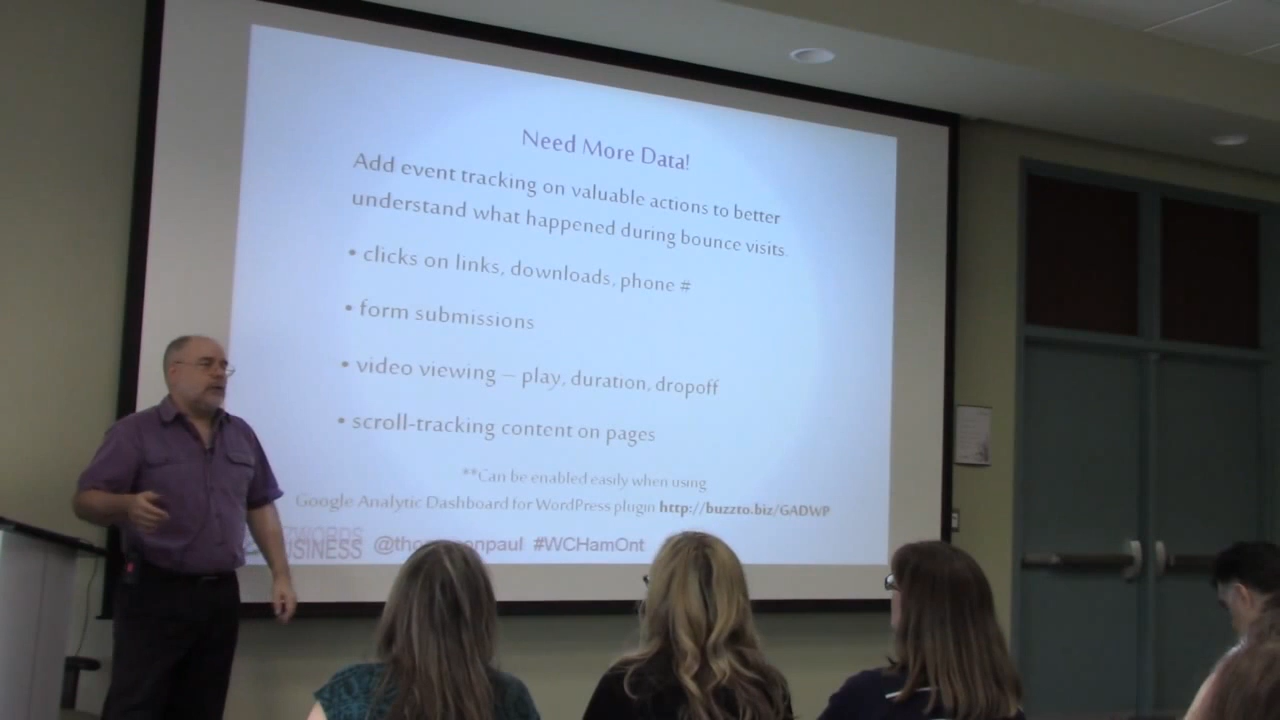 Need More Data!
Add event tracking on valuable actions to better
understand what happened during bounce visits.
• clicks on links, downloads, phone #
• form submissions
• video viewing – play, duration, dropoff
• scroll-tracking content on pages
**Can be enabled easily when using
Google Analytic Dashboard for WordPress plugin http://buzzto.biz/GADWP
BUSINESS #WCHamOnt